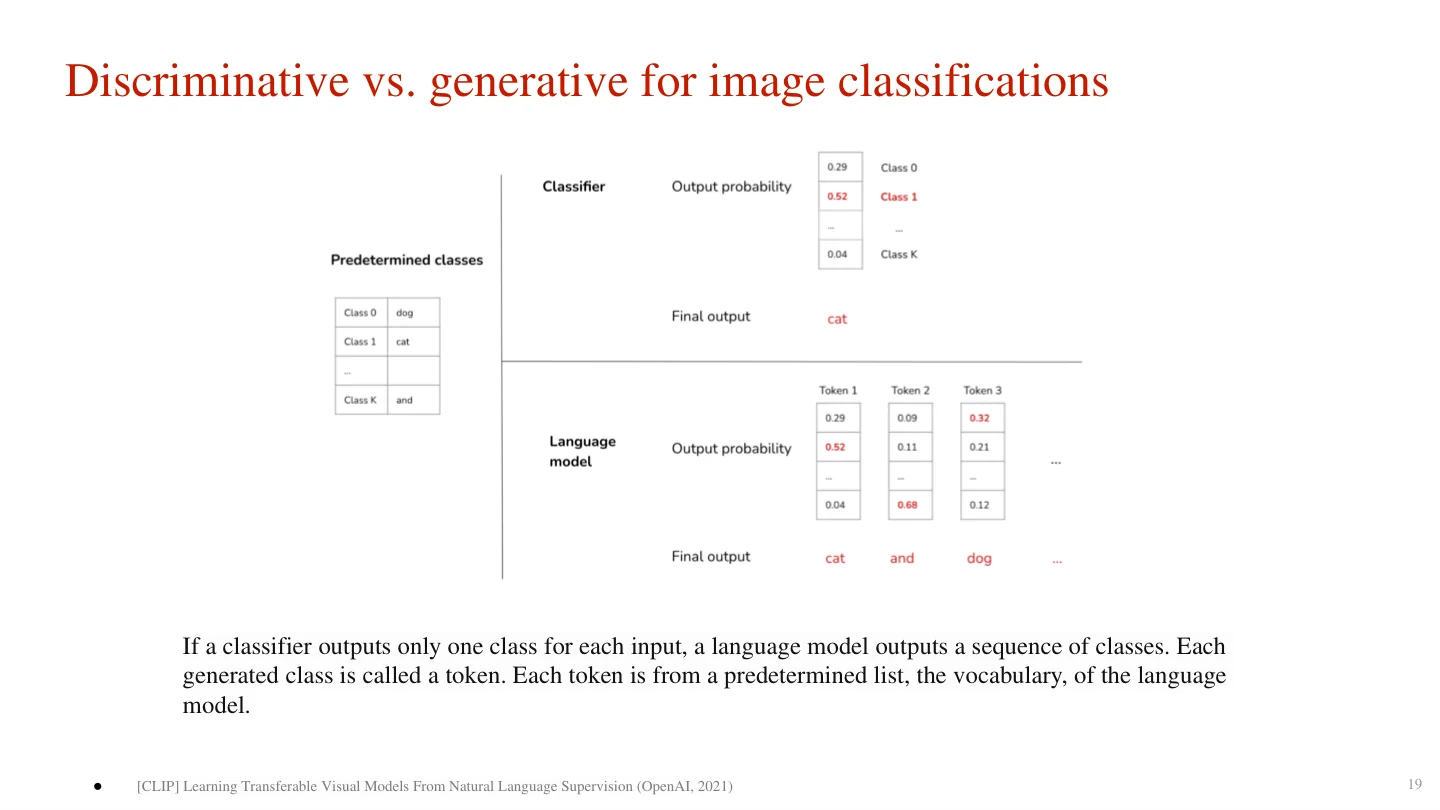 Discriminative vs. generative for image classifications
Predetermined classes
Class 0 dog
Class 1 cat
...
Class K and
Classifier
Output probability
0.29 Class 0
0.52 Class 1
... ...
0.04 Class K
Final output cat
Language
model
Output probability
Token 1 Token 2 Token 3
0.29 0.09 0.32
0.52 0.11 0.21
... ... ... ...
0.04 0.68 0.12
Final output cat and dog ...
If a classifier outputs only one class for each input, a language model outputs a sequence of classes. Each
generated class is called a token. Each token is from a predetermined list, the vocabulary, of the language
model.
● [CLIP] Learning Transferable Visual Models From Natural Language Supervision (OpenAI, 2021)
19